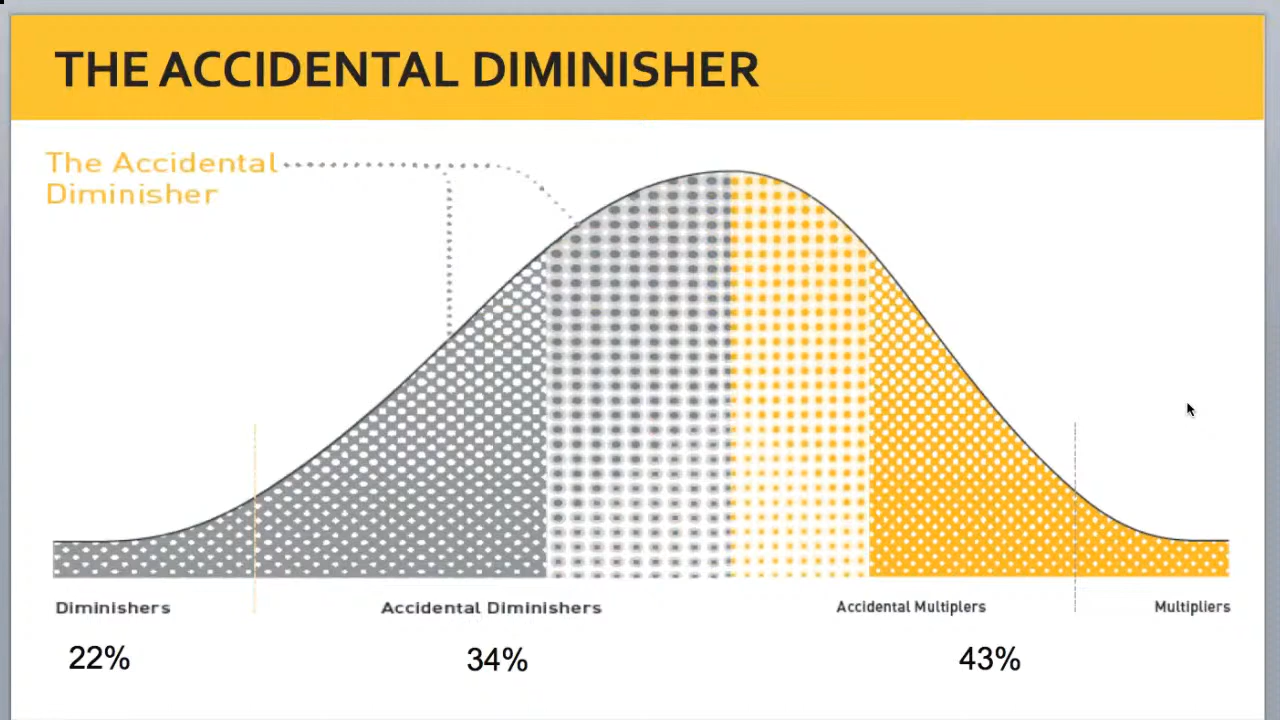 THE ACCIDENTAL DIMINISHER
The Accidental
Diminisher
Diminishers
Accidental Diminishers
Accidental Multiplers
Multipliers
22%
34%
43%